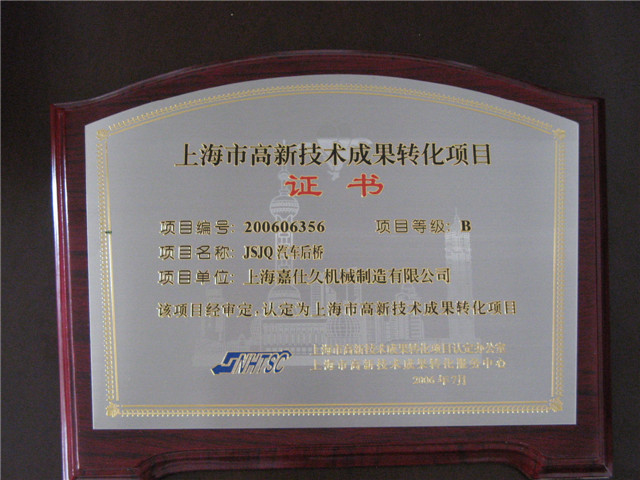 上海市高新技术成果转化项目
证书
项目编号: 200606356 项目等级: B
项目名称: JSJQ 汽车后桥
项目单位: 上海嘉仕久机械制造有限公司
该项目经审定,认定为上海市高新技术成果转化项目
上海市高新技术成果转化项目认定办公室
SNHTSC
上海市高新技术成果转化服务中心
2006年7月